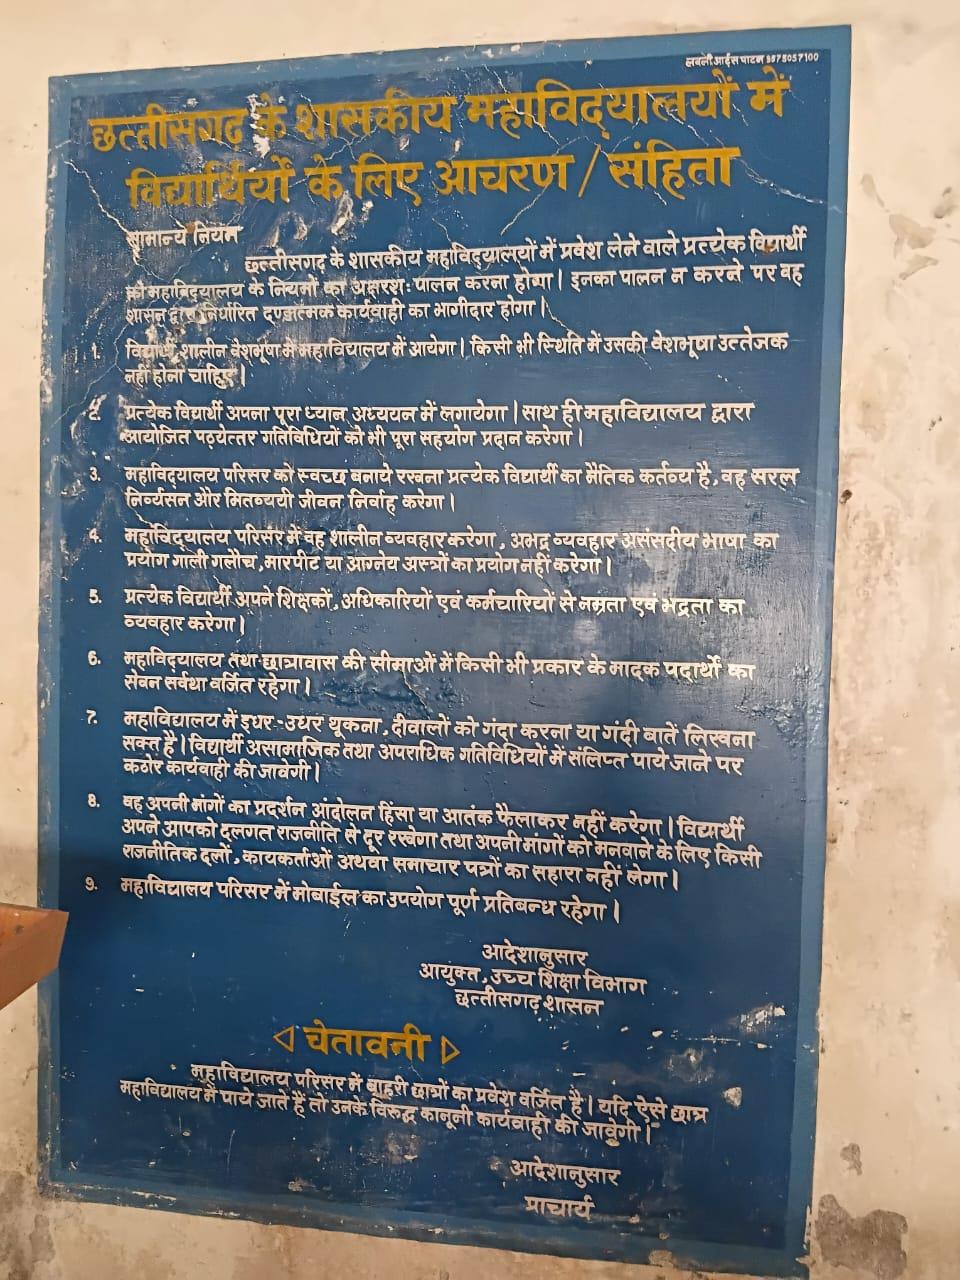 लवली आर्ट्स पाटन 9575057100
छत्तीसगढ़ के शासकीय महाविद्यालयों में
विद्यार्थियों के लिए आचरण / संहिता
सामान्य नियम
छत्तीसगढ़ के शासकीय महाविद्यालयों में प्रवेश लेने वाले प्रत्येक विद्यार्थी
को महाविद्यालय के नियमों का अक्षरशः पालन करना होगा। इनका पालन न करने पर वह
शासन द्वारा निर्धारित दण्डात्मक कार्यवाही का भागीदार होगा।
1. विद्यार्थी शालीन वेशभूषा में महाविद्यालय में आयेगा। किसी भी स्थिति में उसकी वेशभूषा उत्तेजक
नहीं होना चाहिए।
2. प्रत्येक विद्यार्थी अपना पूरा ध्यान अध्ययन में लगायेगा। साथ ही महाविद्यालय द्वारा
आयोजित पठ्येत्तर गतिविधियों को भी पूरा सहयोग प्रदान करेगा।
3. महाविद्यालय परिसर को स्वच्छ बनाये रखना प्रत्येक विद्यार्थी का नैतिक कर्तव्य है, वह सरल
निर्व्यसन और मितव्ययी जीवन निर्वाह करेगा।
4. महाविद्यालय परिसर में वह शालीन व्यवहार करेगा, अभद्र व्यवहार असंसदीय भाषा का
प्रयोग गाली गलौच, मारपीट या आग्नेय अस्त्रों का प्रयोग नहीं करेगा।
5. प्रत्येक विद्यार्थी अपने शिक्षकों, अधिकारियों एवं कर्मचारियों से नम्रता एवं भद्रता का
व्यवहार करेगा।
6. महाविद्यालय तथा छात्रावास की सीमाओं में किसी भी प्रकार के मादक पदार्थों का
सेवन सर्वथा वर्जित रहेगा।
7. महाविद्यालय में इधर-उधर थूकना, दीवालों को गंदा करना या गंदी बातें लिखना
सक्त है। विद्यार्थी असामाजिक तथा अपराधिक गतिविधियों में संलिप्त पाये जाने पर
कठोर कार्यवाही की जावेगी।
8. वह अपनी मांगों का प्रदर्शन आंदोलन हिंसा या आतंक फैलाकर नहीं करेगा। विद्यार्थी
अपने आपको दलगत राजनीति से दूर रखेगा तथा अपनी मांगों को मनवाने के लिए किसी
राजनीतिक दलों, कायकर्ताओं अथवा समाचार पत्रों का सहारा नहीं लेगा।
9. महाविद्यालय परिसर में मोबाईल का उपयोग पूर्ण प्रतिबन्ध रहेगा।
आदेशानुसार
आयुक्त, उच्च शिक्षा विभाग
छत्तीसगढ़ शासन
चेतावनी
महाविद्यालय परिसर में बाहरी छात्रों का प्रवेश वर्जित है। यदि ऐसे छात्र
महाविद्यालय में पाये जाते हैं तो उनके विरूद्ध कानूनी कार्यवाही की जावेगी।
आदेशानुसार
प्राचार्य